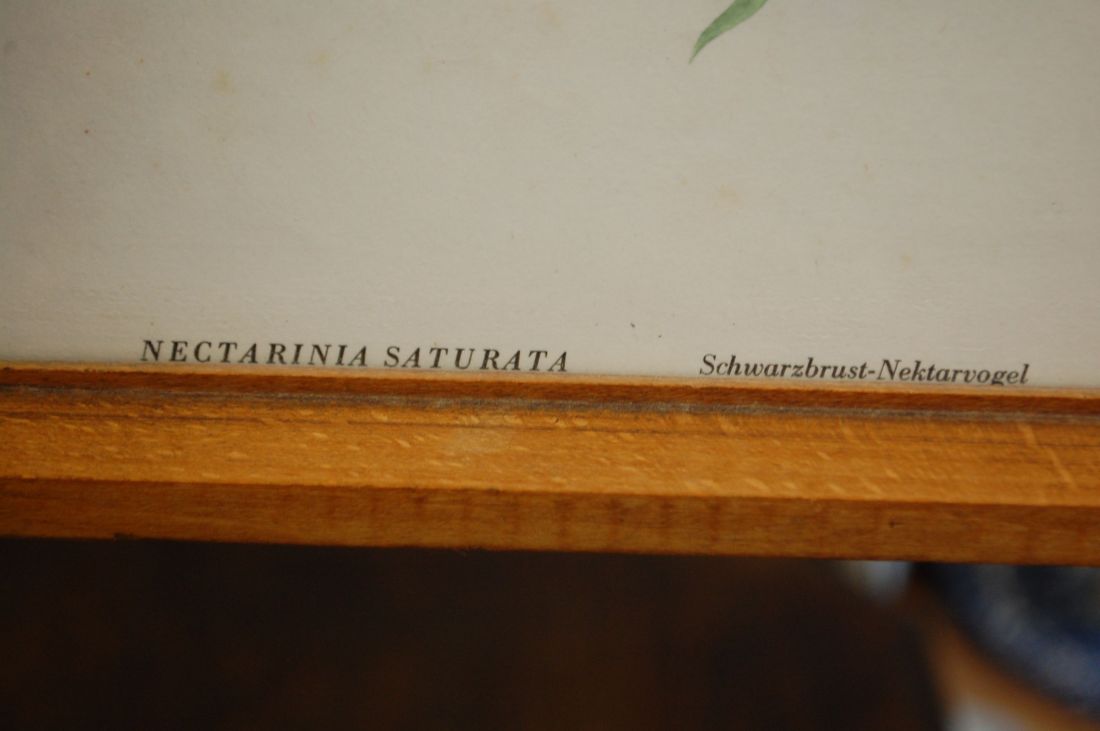 NECTARINIA SATURATA
Schwarzbrust-Nektarvogel